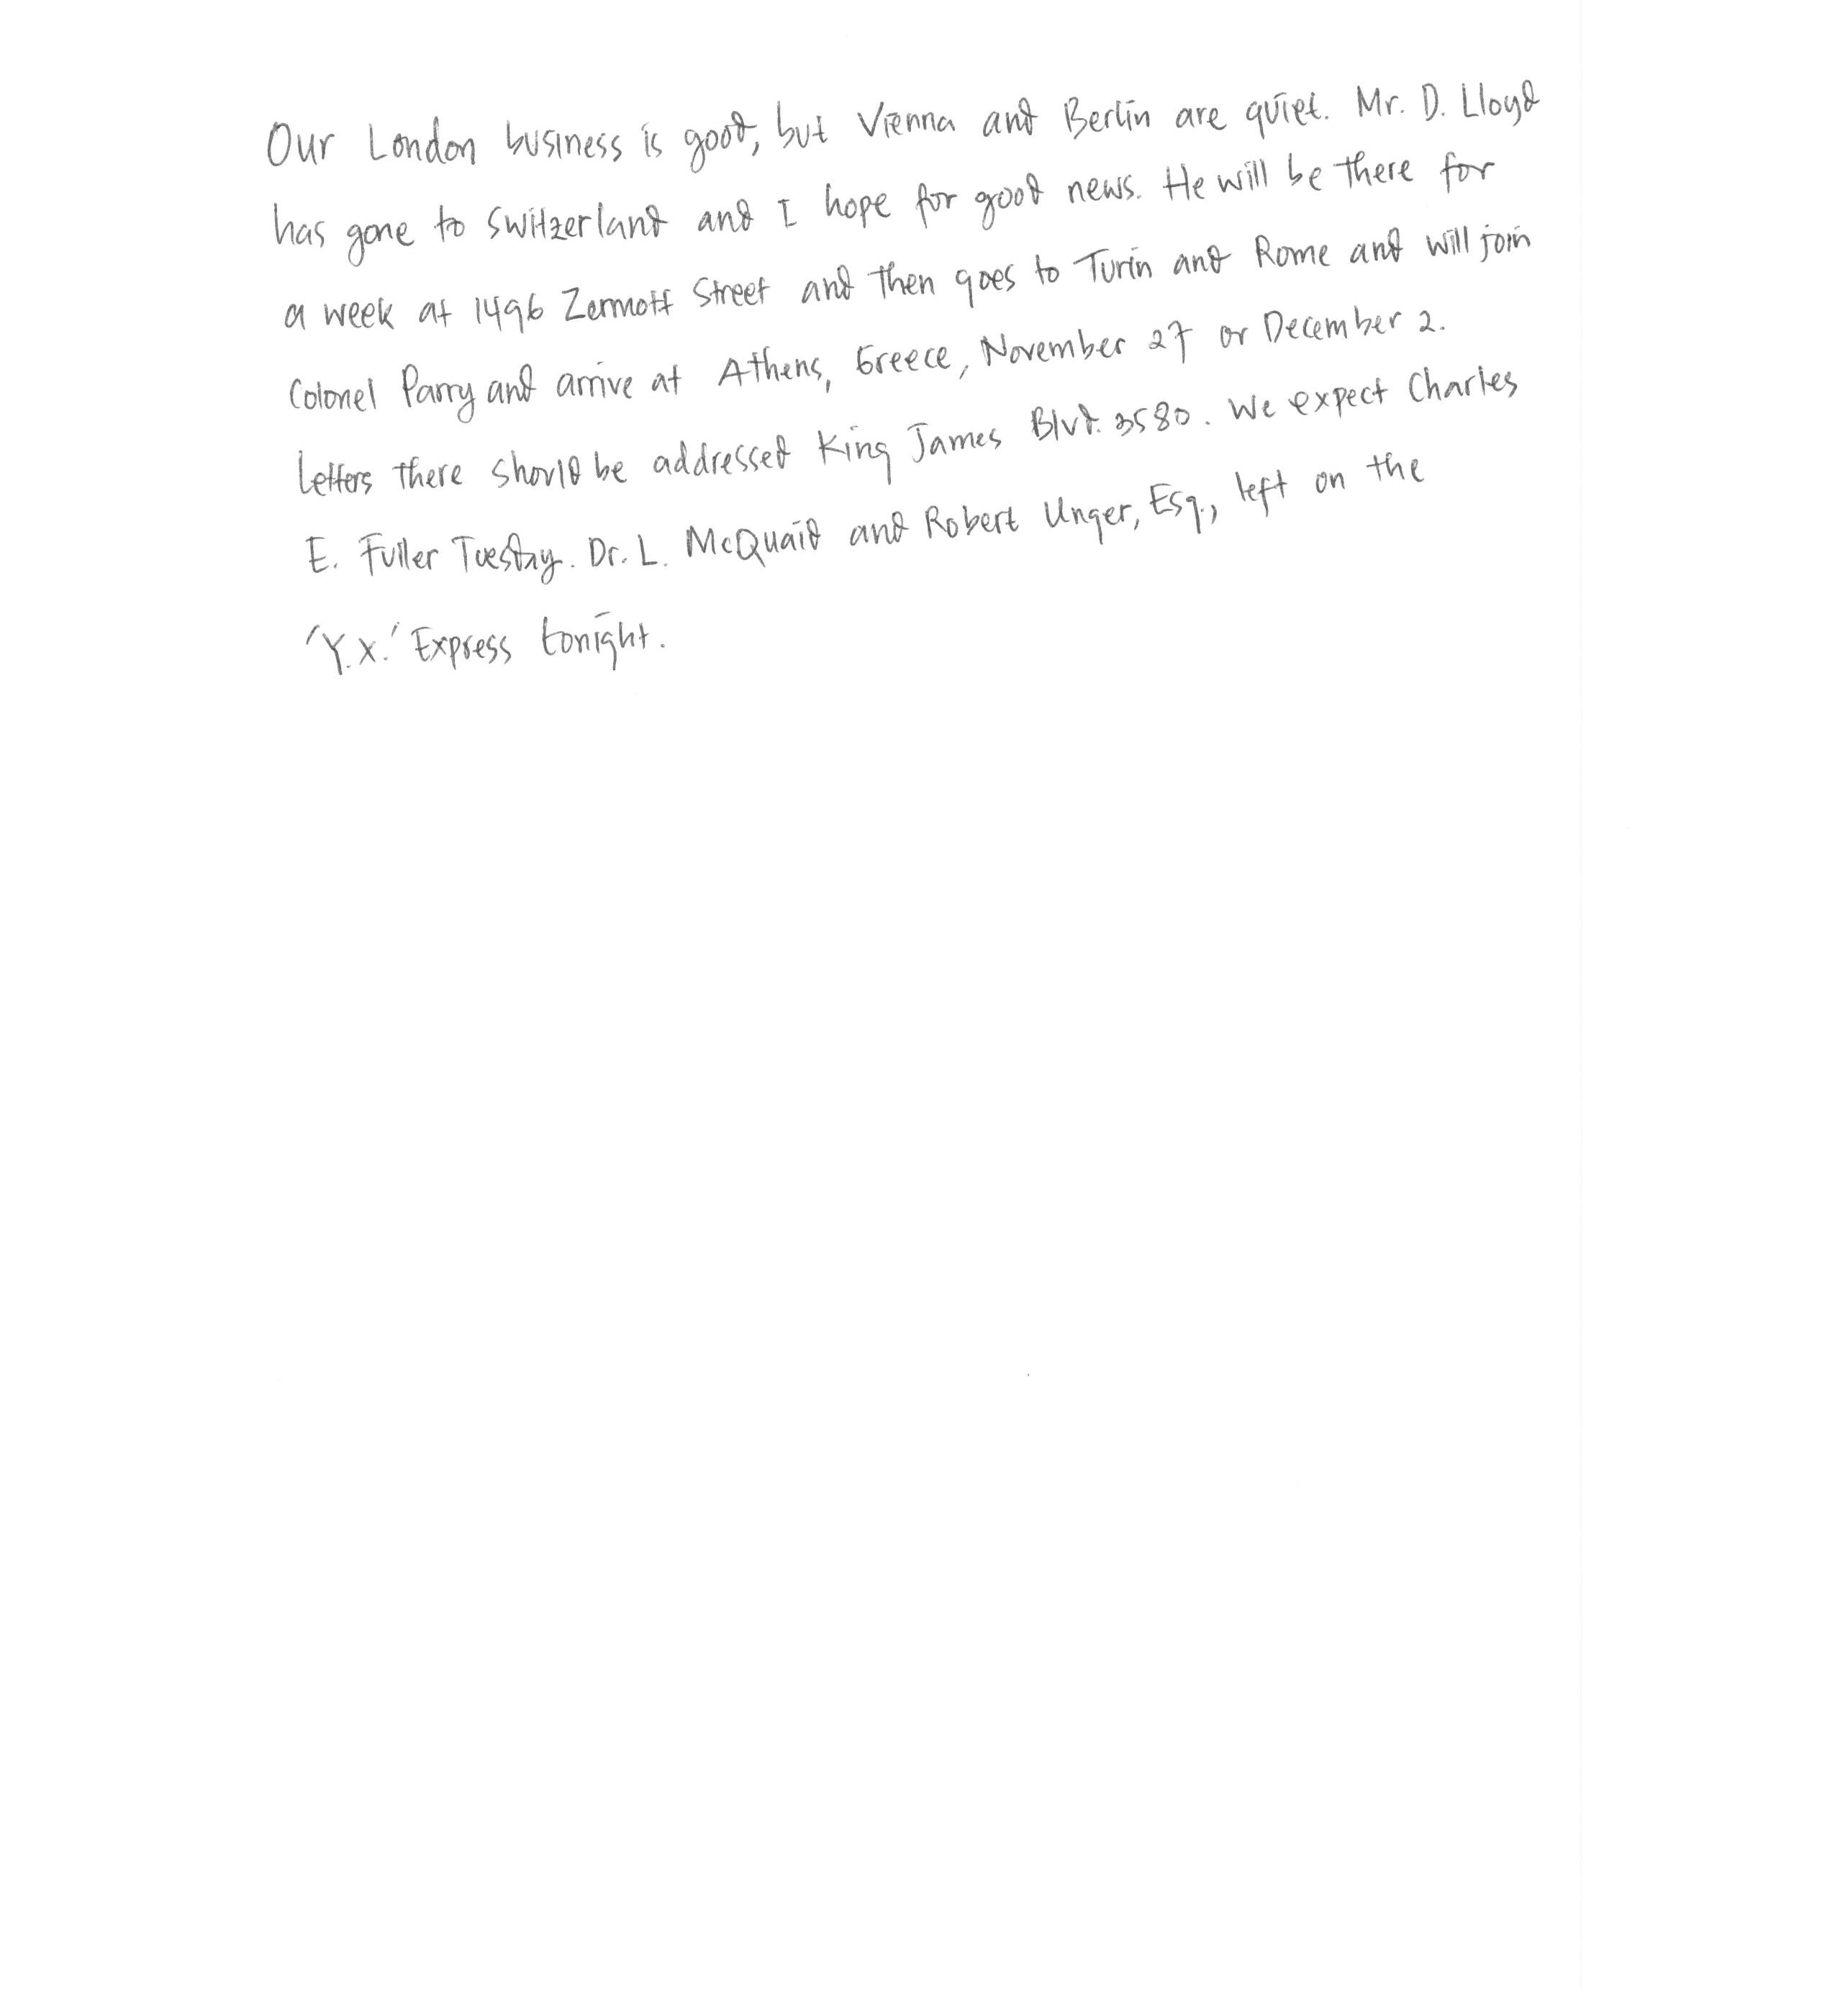 Our London business is good, but Vienna and Berlin are quiet. Mr. D. Lloyd
has gone to Switzerland and I hope for good news. He will be there for
a week at 1496 Zermott Street and then goes to Turin and Rome and will join
Colonel Parry and arrive at Athens, Greece, November 27 or December 2.
Letters there should be addressed King James Blvd. 3580. We expect Charles
E. Fuller Tuesday. Dr. L. McQuaid and Robert Unger, Esq., left on the
'Y.X.' Express tonight.